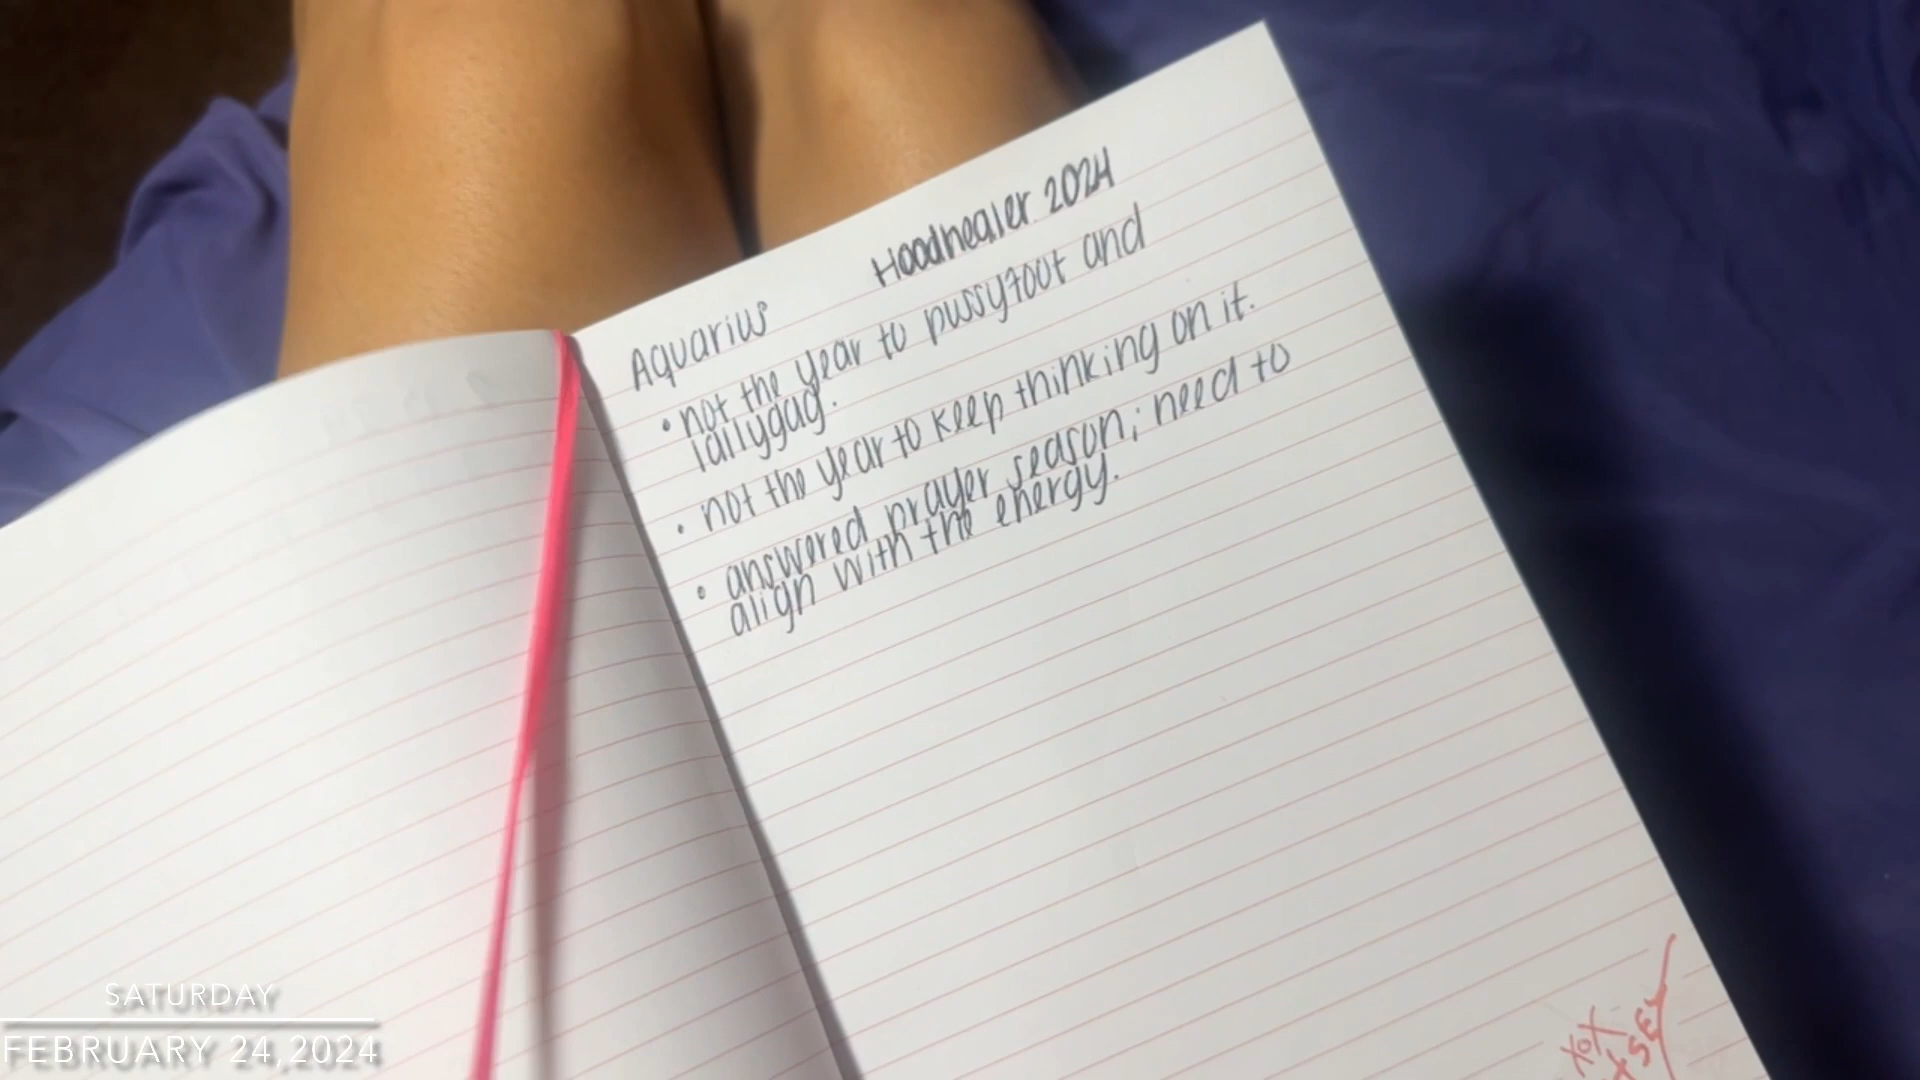 Hoodhealer 2024
Aquarius
• not the year to pussyfoot and
lallygag.
• not the year to keep thinking on it.
• answered prayer season; need to
align with the energy.
xox
SATURDAY
FEBRUARY 24,2024